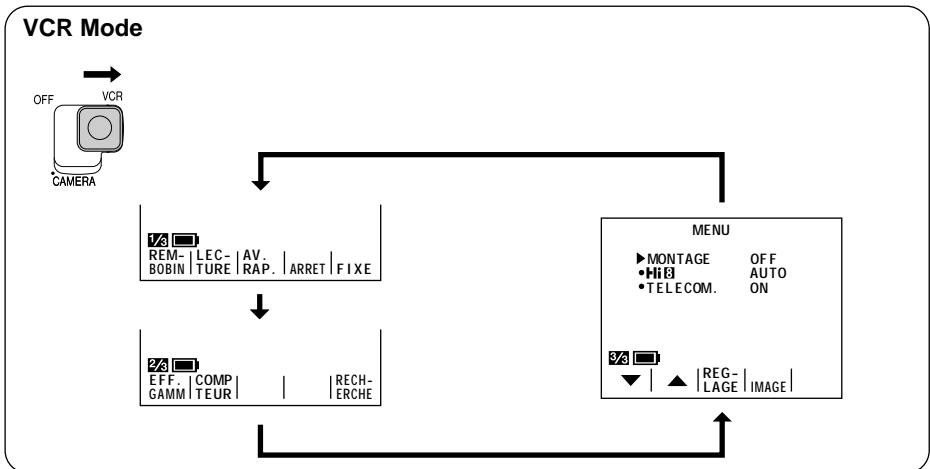 VCR Mode
OFF VCR
CAMERA
1/3
REM- LEC- AV.
BOBIN TURE RAP. ARRET FIXE
2/3
EFF. COMP RECH-
GAMM TEUR ERCHE
MENU
MONTAGE OFF
Hi8 AUTO
TELECOM. ON
3/3
REG-
LAGE IMAGE